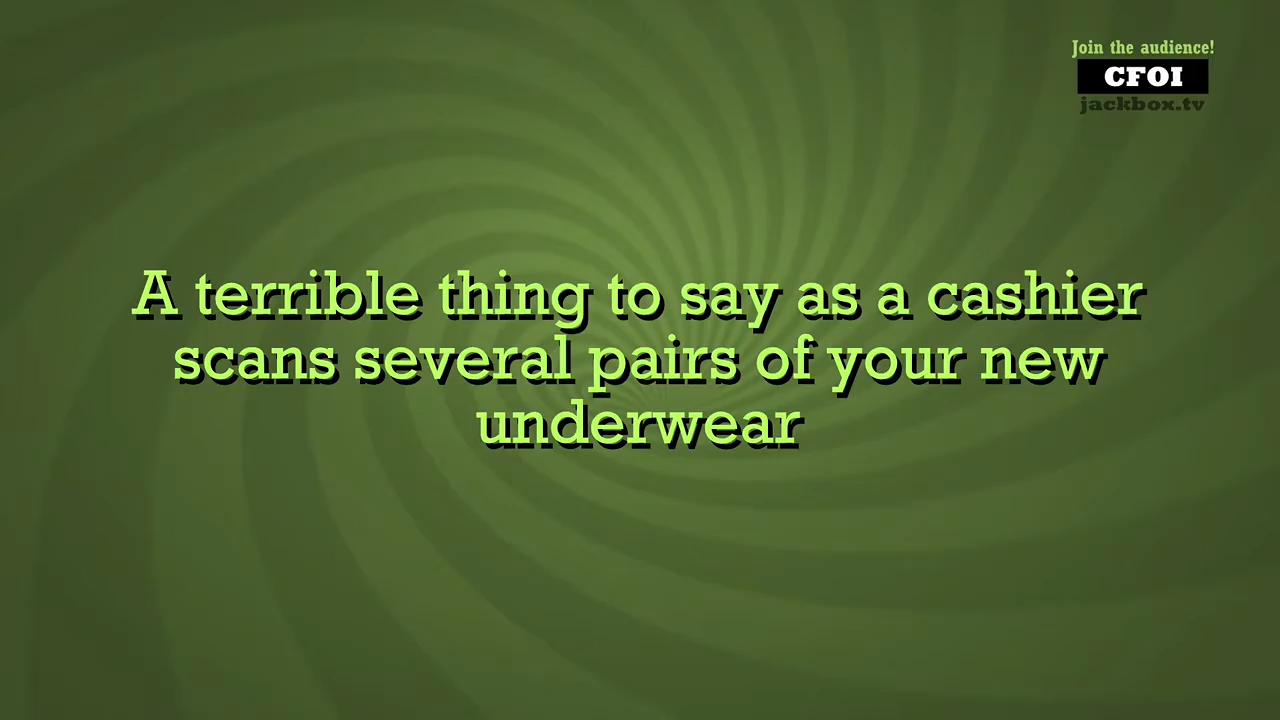 Join the audience!
CFOI
jackbox.tv
A terrible thing to say as a cashier
scans several pairs of your new
underwear